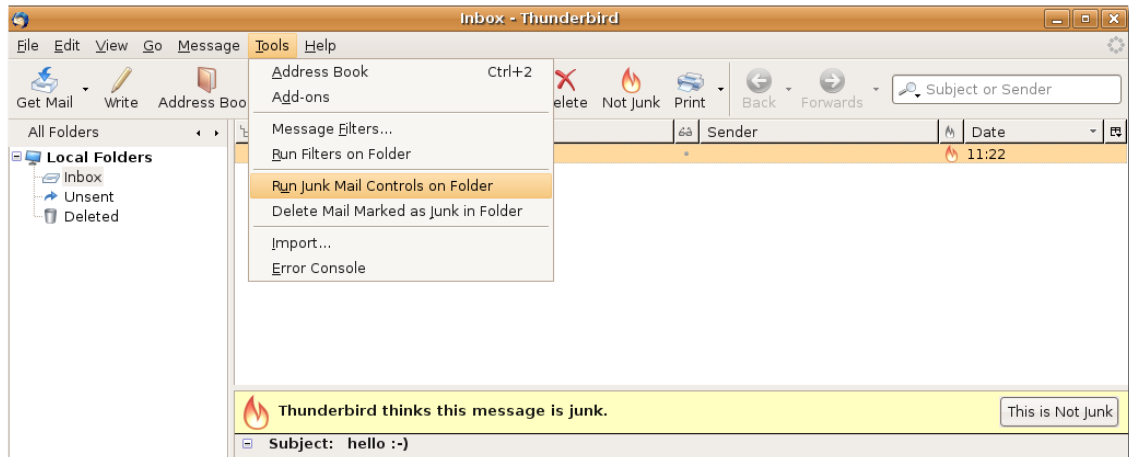 Inbox - Thunderbird
File Edit View Go Message Tools Help
Get Mail Write Address Boo elete Not Junk Print Back Forwards Subject or Sender
Address Book Ctrl+2
Add-ons
Message Filters...
Run Filters on Folder
Run Junk Mail Controls on Folder
Delete Mail Marked as Junk in Folder
Import...
Error Console
All Folders Sender Date
Local Folders 11:22
Inbox
Unsent
Deleted
Thunderbird thinks this message is junk. This is Not Junk
Subject: hello :-)